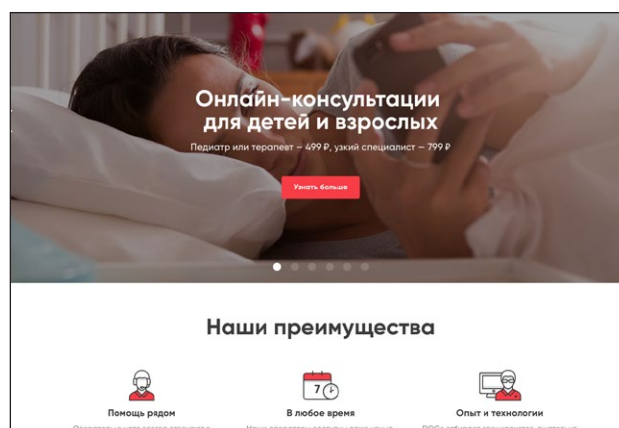 Онлайн-консультации
для детей и взрослых
Педиатр или терапевт – 499 ₽, узкий специалист – 799 ₽
Узнать больше
Наши преимущества
7
Помощь рядом
В любое время
Опыт и технологии